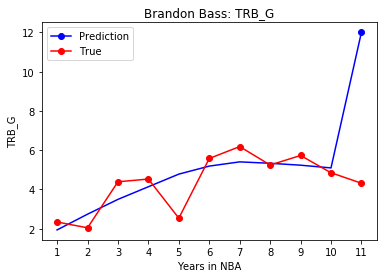 Brandon Bass: TRB_G
Prediction
True
TRB_G
12
10
8
6
4
2
1 2 3 4 5 6 7 8 9 10 11
Years in NBA